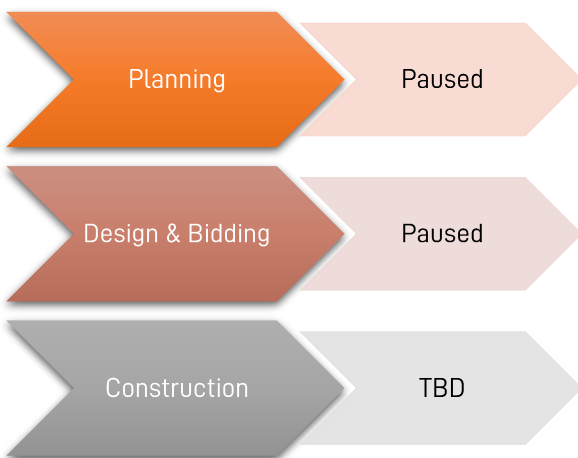 Planning
Paused
Design & Bidding
Paused
Construction
TBD